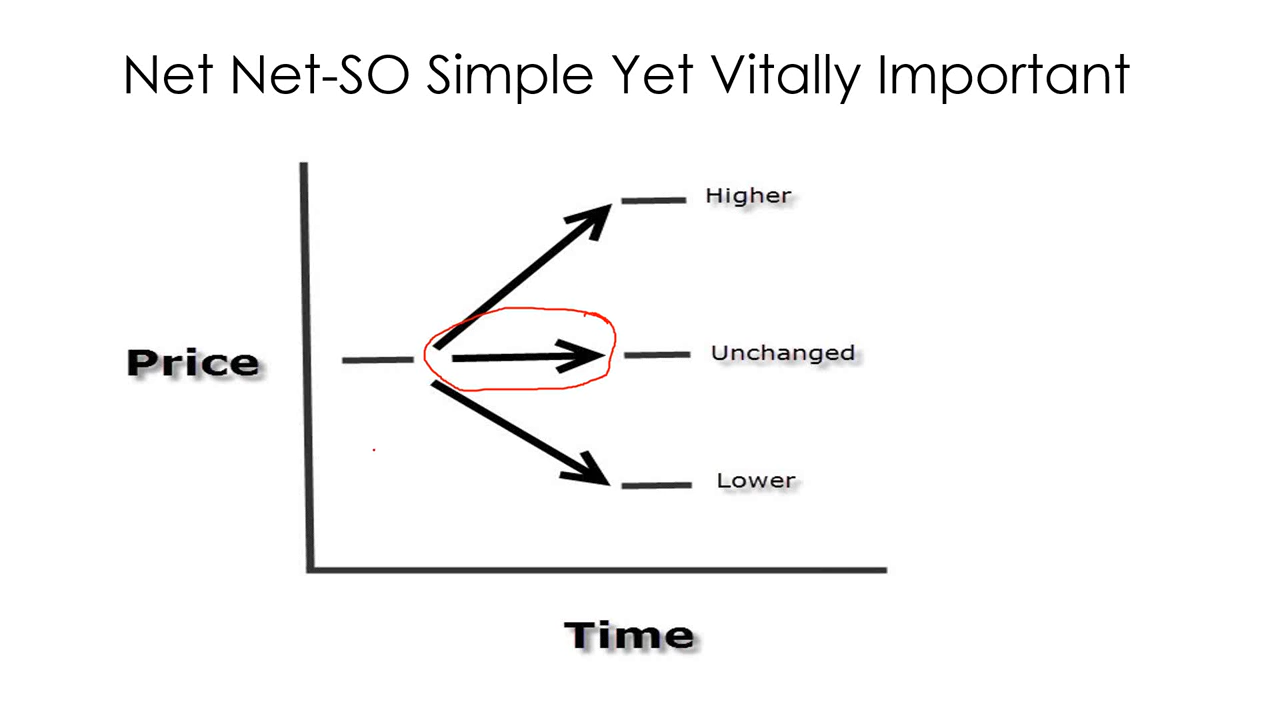 Net Net-SO Simple Yet Vitally Important
Higher
Price
Unchanged
Lower
Time